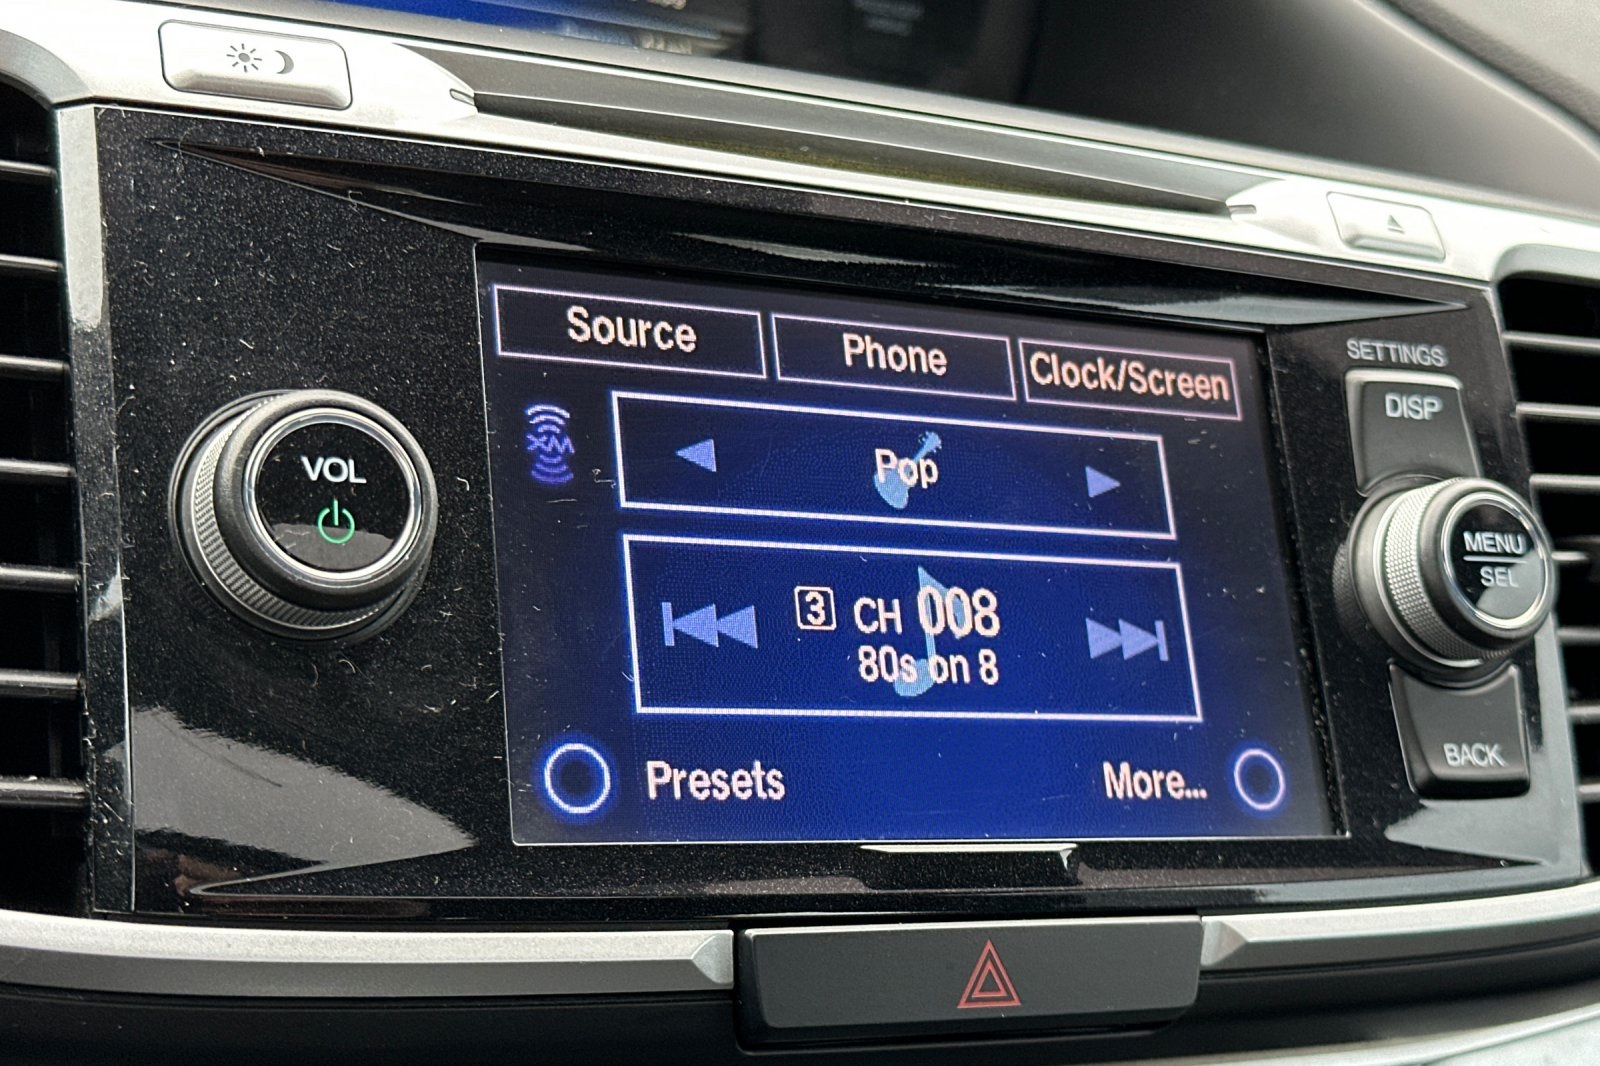 SETTINGS
Source
Phone
Clock/Screen
DISP
XM
Pop
VOL
MENU
SEL
3 CH 008
80s on 8
Presets
More...
BACK